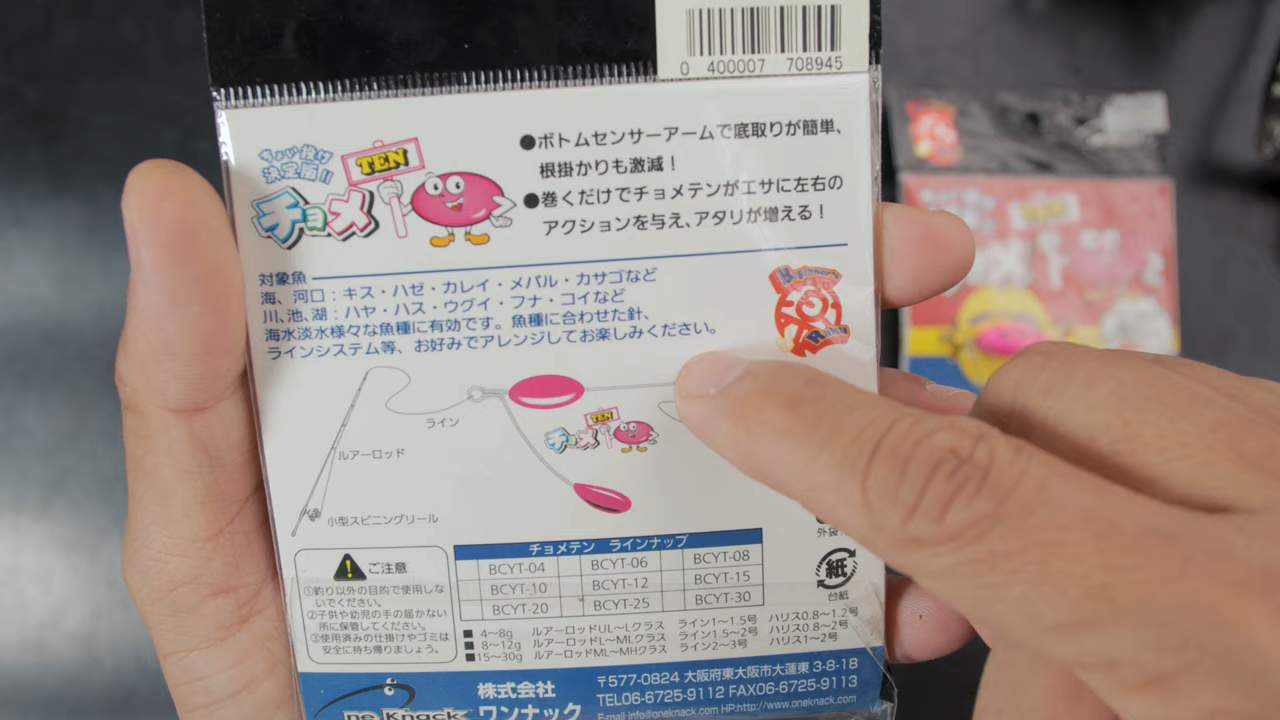 0 400007 708945
ちょい投げ
決定版!!
チョメ
TEN
●ボトムセンサーアームで底取りが簡単、
根掛かりも激減！
●巻くだけでチョメテンがエサに左右の
アクションを与え、アタリが増える！
対象魚
海、河口：キス・ハゼ・カレイ・メバル・カサゴなど
川、池、湖：ハヤ・ハス・ウグイ・フナ・コイなど
海水淡水様々な魚種に有効です。魚種に合わせた針、
ラインシステム等、お好みでアレンジしてお楽しみください。
Beginner's
ライン
TEN
チョメ
ルアーロッド
小型スピニングリール
外袋
紙
台紙
ご注意
①釣り以外の目的で使用しな
いでください。
②子供や幼児の手の届かない
所に保管してください。
③使用済みの仕掛けやゴミは
安全に持ち帰りましょう。
チョメテン ラインナップ
BCYT-04 BCYT-06 BCYT-08
BCYT-10 BCYT-12 BCYT-15
BCYT-20 BCYT-25 BCYT-30
■ 4〜8g ルアーロッドUL〜Lクラス ライン1〜1.5号 ハリス0.8〜1.2号
■ 8〜12g ルアーロッドL〜MLクラス ライン1.5〜2号 ハリス0.8〜2号
■15〜30g ルアーロッドML〜MHクラス ライン2〜3号 ハリス1〜2号
ne Knack
株式会社
ワンナック
〒577-0824 大阪府東大阪市大蓮東 3-8-18
TEL06-6725-9112 FAX06-6725-9113
E-mail info@oneknack.com HP:http://www.oneknack.com